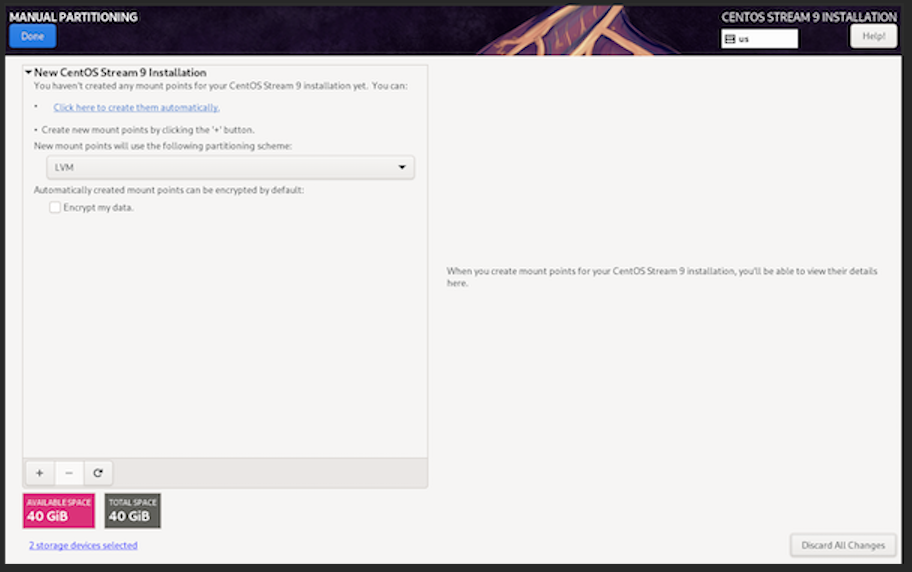 MANUAL PARTITIONING
CENTOS STREAM 9 INSTALLATION
Done
us
Help!
New CentOS Stream 9 Installation
You haven't created any mount points for your CentOS Stream 9 installation yet. You can:
• Click here to create them automatically.
• Create new mount points by clicking the '+' button.
New mount points will use the following partitioning scheme:
LVM
Automatically created mount points can be encrypted by default:
Encrypt my data.
When you create mount points for your CentOS Stream 9 installation, you'll be able to view their details
here.
+ −
AVAILABLE SPACE
40 GiB
TOTAL SPACE
40 GiB
2 storage devices selected
Discard All Changes